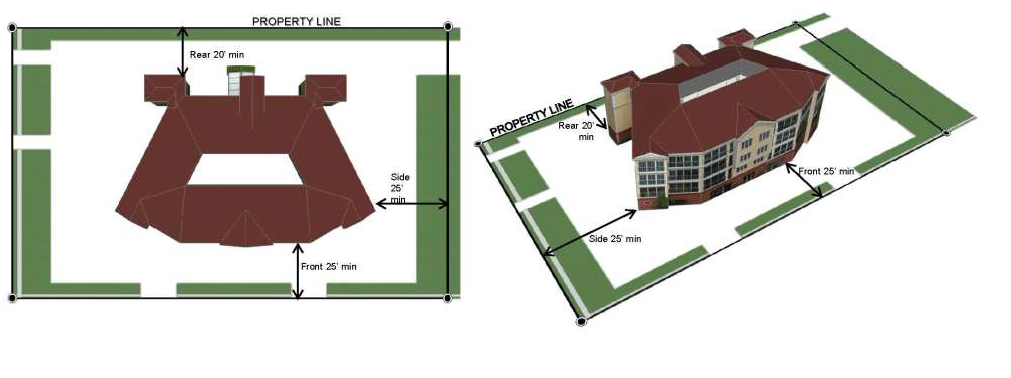 PROPERTY LINE
Rear 20' min
Side
25'
min
Front 25' min
PROPERTY LINE
Rear 20'
min
Front 25' min
Side 25' min